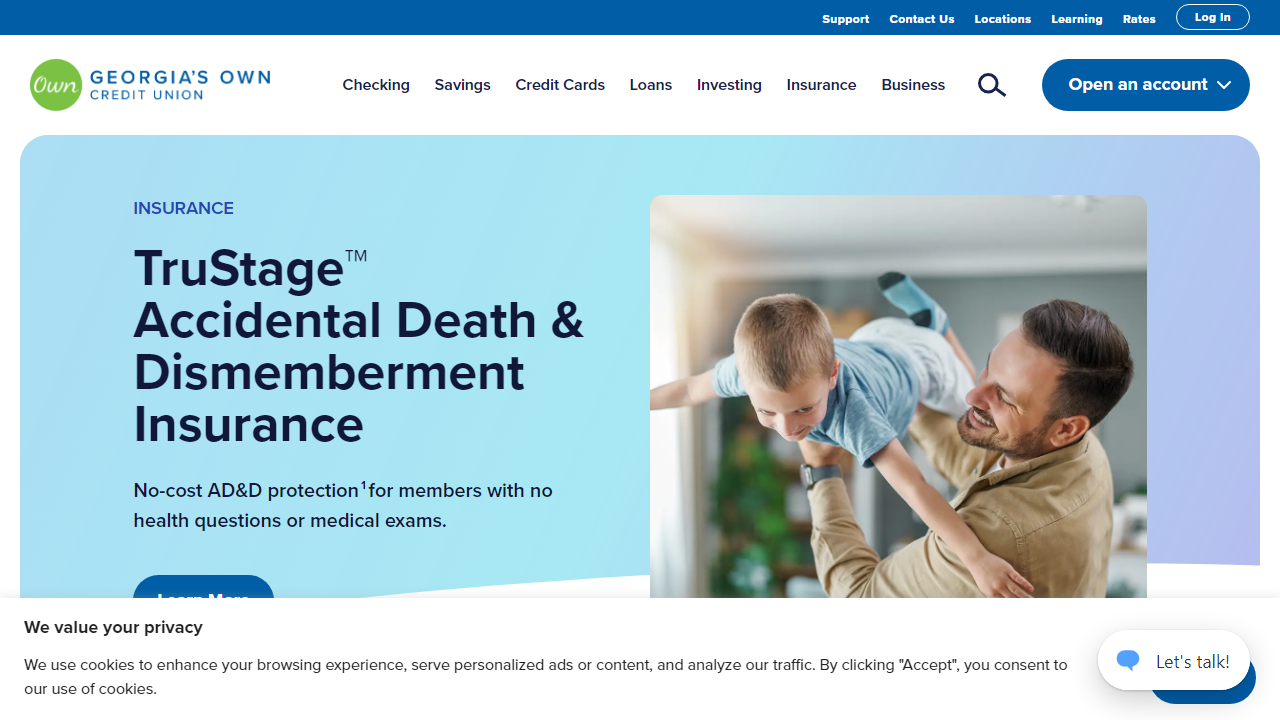 Support Contact Us Locations Learning Rates Log In
Own GEORGIA'S OWN
CREDIT UNION
Checking Savings Credit Cards Loans Investing Insurance Business Open an account
INSURANCE
TruStage™
Accidental Death &
Dismemberment
Insurance
No-cost AD&D protection¹ for members with no
health questions or medical exams.
Learn More
We value your privacy
We use cookies to enhance your browsing experience, serve personalized ads or content, and analyze our traffic. By clicking "Accept", you consent to
our use of cookies.
Let's talk!